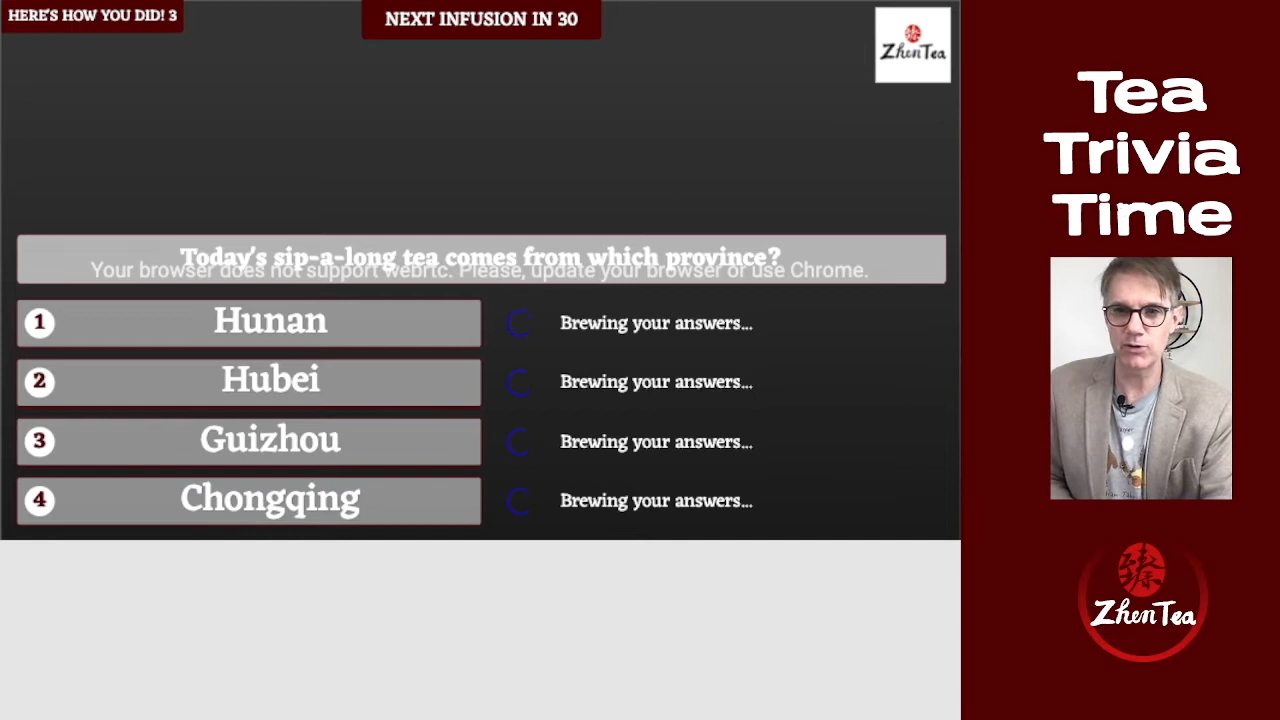 HERE'S HOW YOU DID! 3
NEXT INFUSION IN 30
ZhenTea
Today's sip-a-long tea comes from which province?
Your browser does not support webrtc. Please, update your browser or use Chrome.
1 Hunan Brewing your answers...
2 Hubei Brewing your answers...
3 Guizhou Brewing your answers...
4 Chongqing Brewing your answers...
Tea
Trivia
Time
臻
ZhenTea